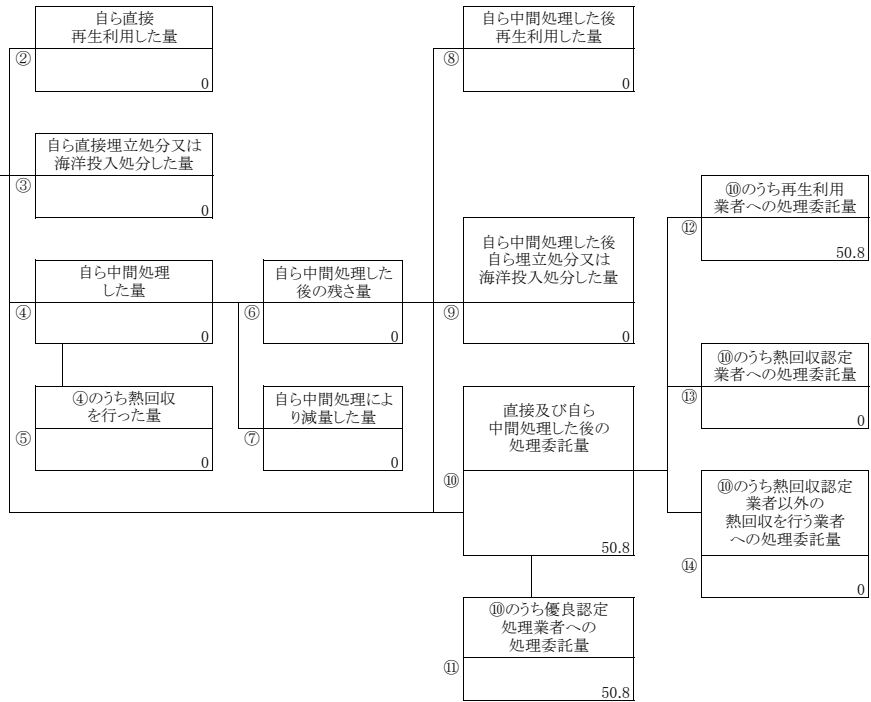 自ら直接
再生利用した量
②
0
自ら直接埋立処分又は
海洋投入処分した量
③
0
自ら中間処理
した量
④
0
④のうち熱回収
を行った量
⑤
0
自ら中間処理した
後の残さ量
⑥
0
自ら中間処理によ
り減量した量
⑦
0
自ら中間処理した後
再生利用した量
⑧
0
自ら中間処理した後
自ら埋立処分又は
海洋投入処分した量
⑨
0
直接及び自ら
中間処理した後の
処理委託量
⑩
50.8
⑩のうち優良認定
処理業者への
処理委託量
⑪
50.8
⑩のうち再生利用
業者への処理委託量
⑫
50.8
⑩のうち熱回収認定
業者への処理委託量
⑬
0
⑩のうち熱回収認定
業者以外の
熱回収を行う業者
への処理委託量
⑭
0